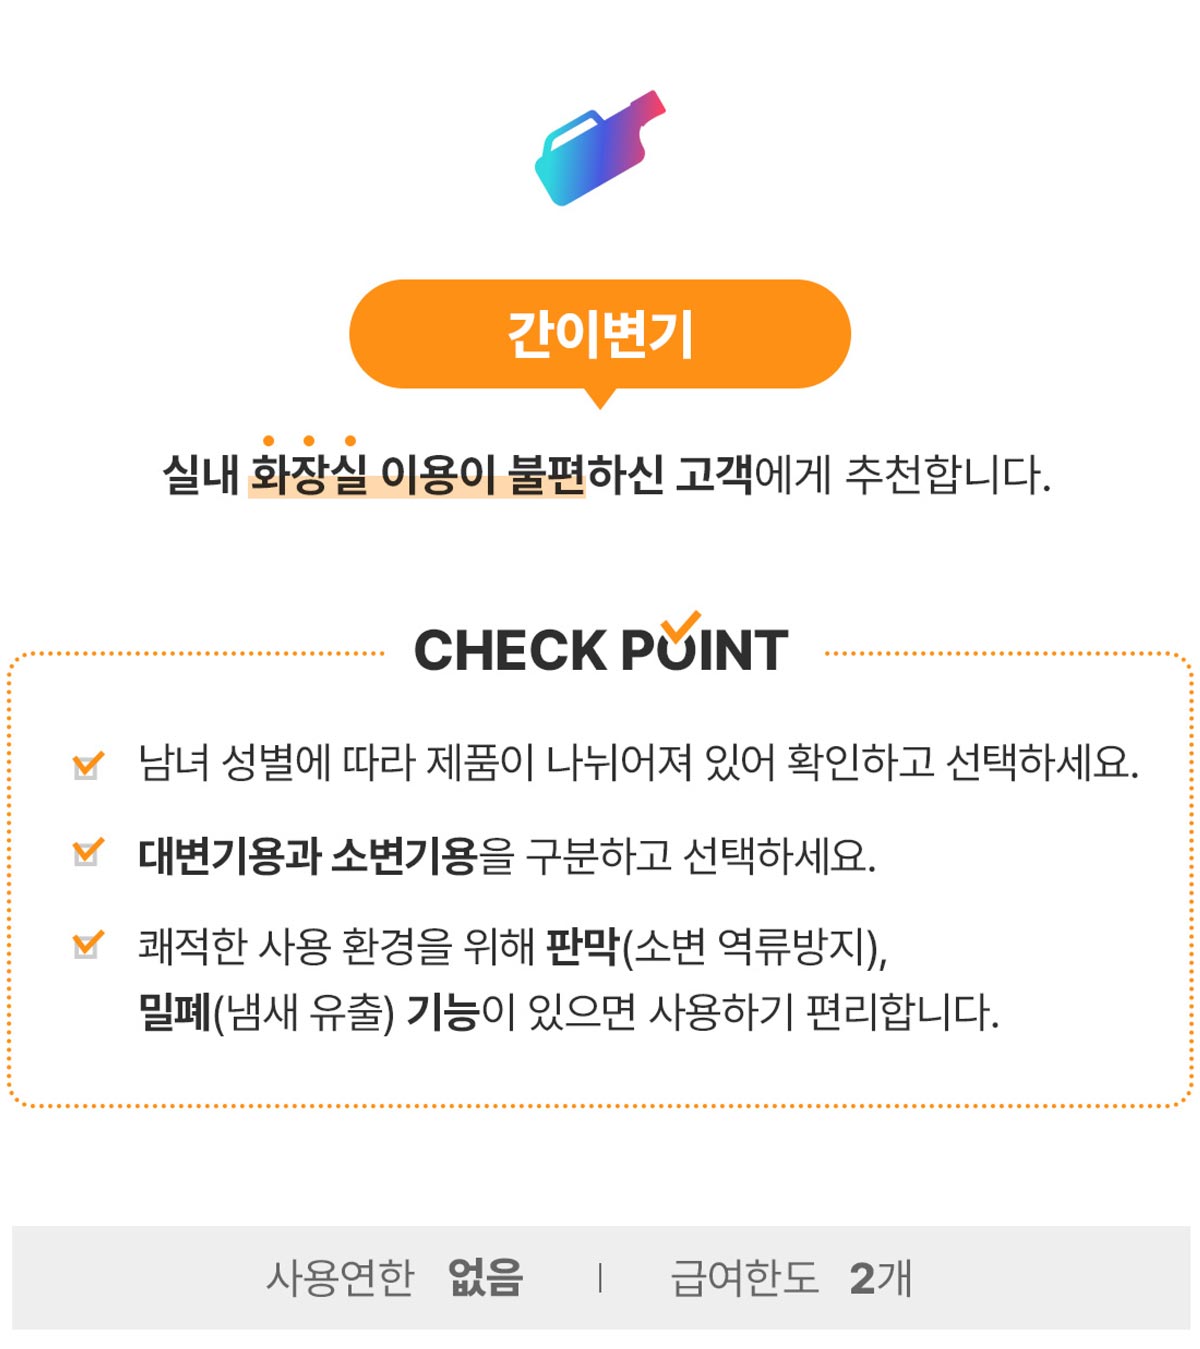 간이변기
실내 화장실 이용이 불편하신 고객에게 추천합니다.
CHECK POINT
남녀 성별에 따라 제품이 나뉘어져 있어 확인하고 선택하세요.
대변기용과 소변기용을 구분하고 선택하세요.
쾌적한 사용 환경을 위해 판막(소변 역류방지),
밀폐(냄새 유출) 기능이 있으면 사용하기 편리합니다.
사용연한 없음 | 급여한도 2개